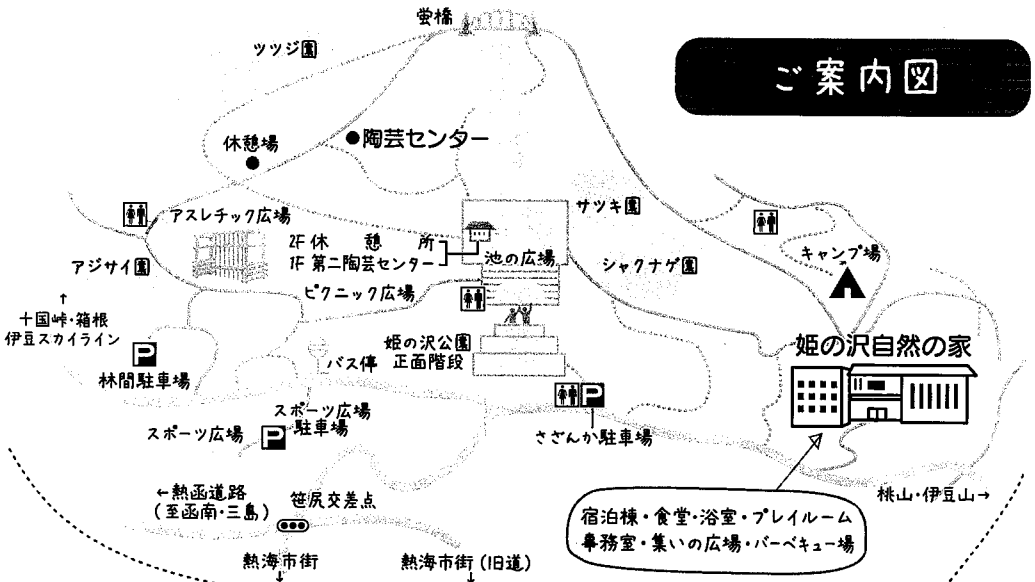 ご案内図
蛍橋
ツツジ園
休憩場
陶芸センター
アスレチック広場
サツキ園
2F 休憩所
1F 第二陶芸センター
池の広場
アジサイ園
シャクナゲ園
キャンプ場
ピクニック広場
↑
十国峠・箱根
伊豆スカイライン
P
林間駐車場
バス停
姫の沢公園
正面階段
姫の沢自然の家
P
さざんか駐車場
スポーツ広場
駐車場
スポーツ広場
P
桃山・伊豆山→
←熱函道路
(至函南・三島)
笹尻交差点
宿泊棟・食堂・浴室・プレイルーム
事務室・集いの広場・バーベキュー場
熱海市街
↓
熱海市街(旧道)
↓